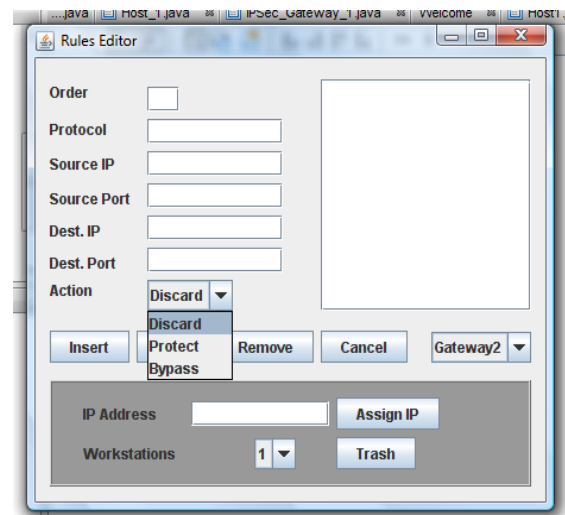 ....java Host_1.java IPSec_Gateway_1.java Welcome Host1.
Rules Editor
Order
Protocol
Source IP
Source Port
Dest. IP
Dest. Port
Action Discard
Discard
Protect
Bypass
Insert Remove Cancel Gateway2
IP Address Assign IP
Workstations 1 Trash